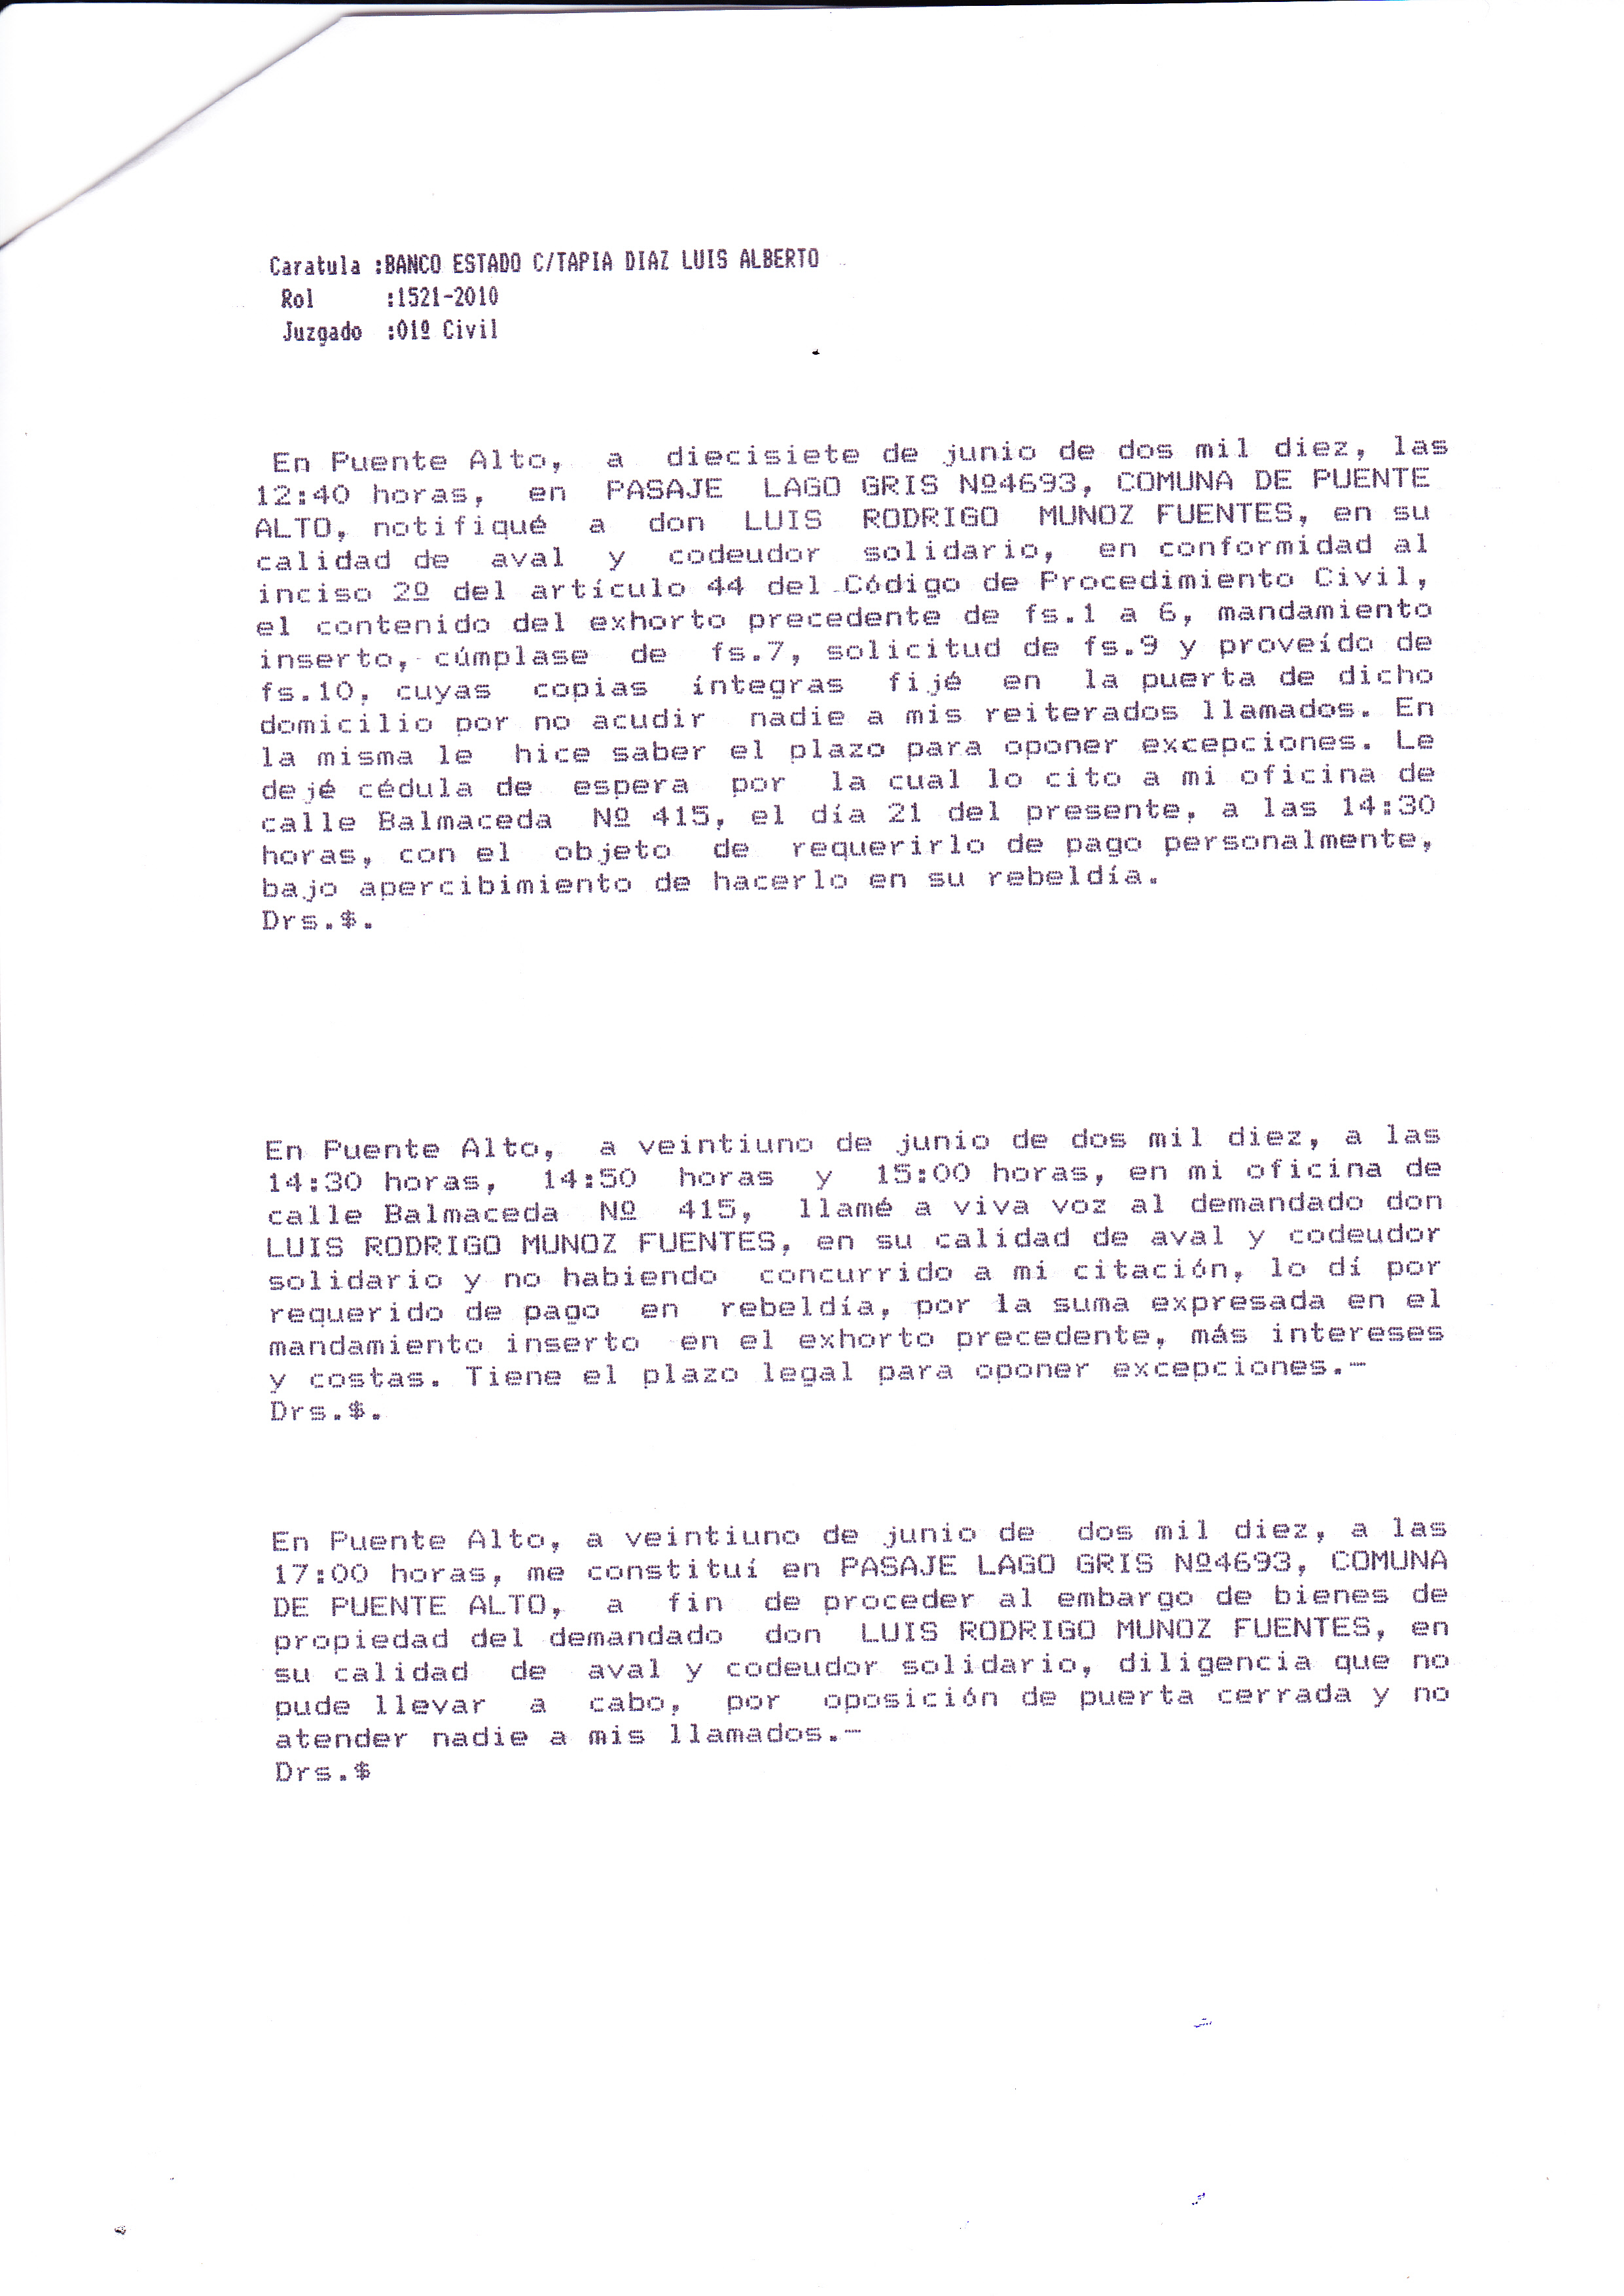 Caratula :BANCO ESTADO C/TAPIA DIAZ LUIS ALBERTO
Rol :1521-2010
Juzgado :01º Civil
En Puente Alto, a diecisiete de junio de dos mil diez, las
12:40 horas, en PASAJE LAGO GRIS Nº4693, COMUNA DE PUENTE
ALTO, notifiqué a don LUIS RODRIGO MUNOZ FUENTES, en su
calidad de aval y codeudor solidario, en conformidad al
inciso 2º del artículo 44 del Código de Procedimiento Civil,
el contenido del exhorto precedente de fs.1 a 6, mandamiento
inserto, cúmplase de fs.7, solicitud de fs.9 y proveído de
fs.10, cuyas copias íntegras fijé en la puerta de dicho
domicilio por no acudir nadie a mis reiterados llamados. En
la misma le hice saber el plazo para oponer excepciones. Le
dejé cédula de espera por la cual lo cito a mi oficina de
calle Balmaceda Nº 415, el día 21 del presente, a las 14:30
horas, con el objeto de requerirlo de pago personalmente,
bajo apercibimiento de hacerlo en su rebeldía.
Drs.$.
En Puente Alto, a veintiuno de junio de dos mil diez, a las
14:30 horas, 14:50 horas y 15:00 horas, en mi oficina de
calle Balmaceda Nº 415, llamé a viva voz al demandado don
LUIS RODRIGO MUNOZ FUENTES, en su calidad de aval y codeudor
solidario y no habiendo concurrido a mi citación, lo dí por
requerido de pago en rebeldía, por la suma expresada en el
mandamiento inserto en el exhorto precedente, más intereses
y costas. Tiene el plazo legal para oponer excepciones.-
Drs.$.
En Puente Alto, a veintiuno de junio de dos mil diez, a las
17:00 horas, me constituí en PASAJE LAGO GRIS Nº4693, COMUNA
DE PUENTE ALTO, a fin de proceder al embargo de bienes de
propiedad del demandado don LUIS RODRIGO MUNOZ FUENTES, en
su calidad de aval y codeudor solidario, diligencia que no
pude llevar a cabo, por oposición de puerta cerrada y no
atender nadie a mis llamados.-
Drs.$